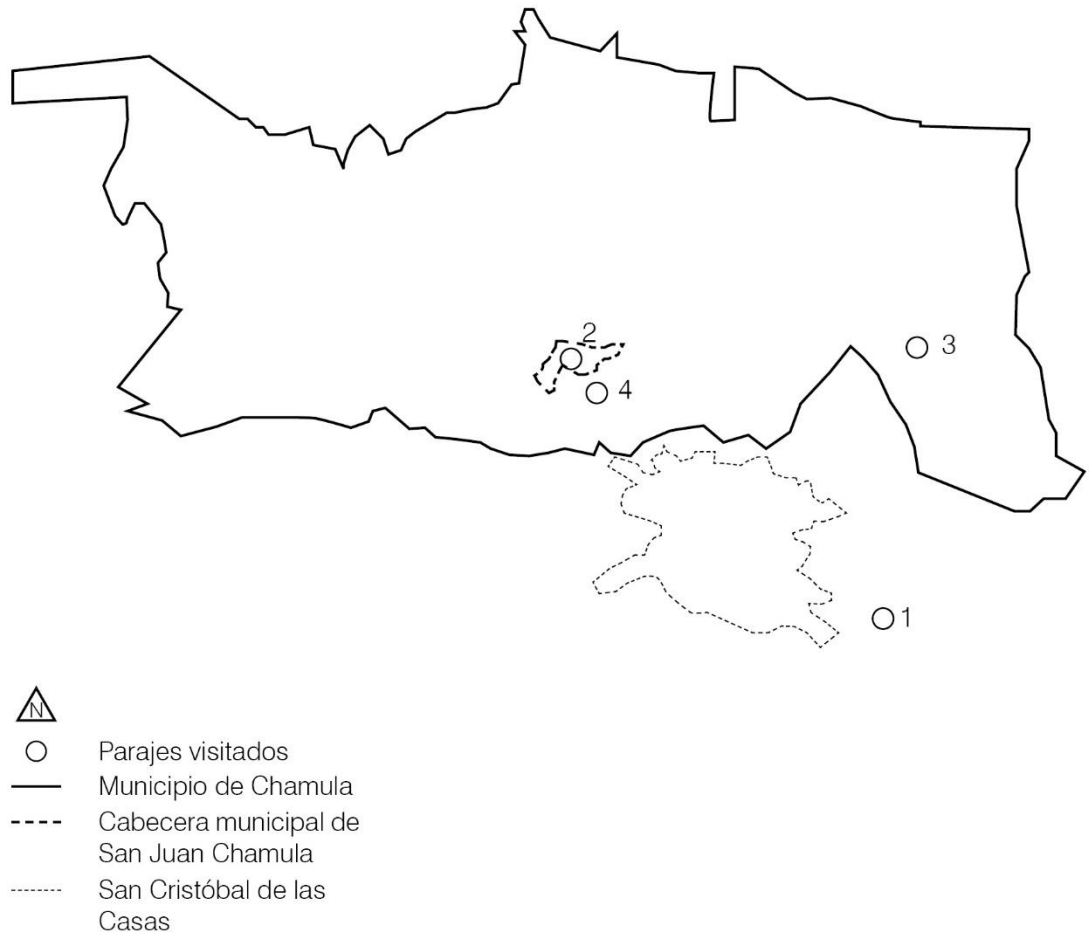 2
3
4
1
N
Parajes visitados
Municipio de Chamula
Cabecera municipal de
San Juan Chamula
San Cristóbal de las
Casas